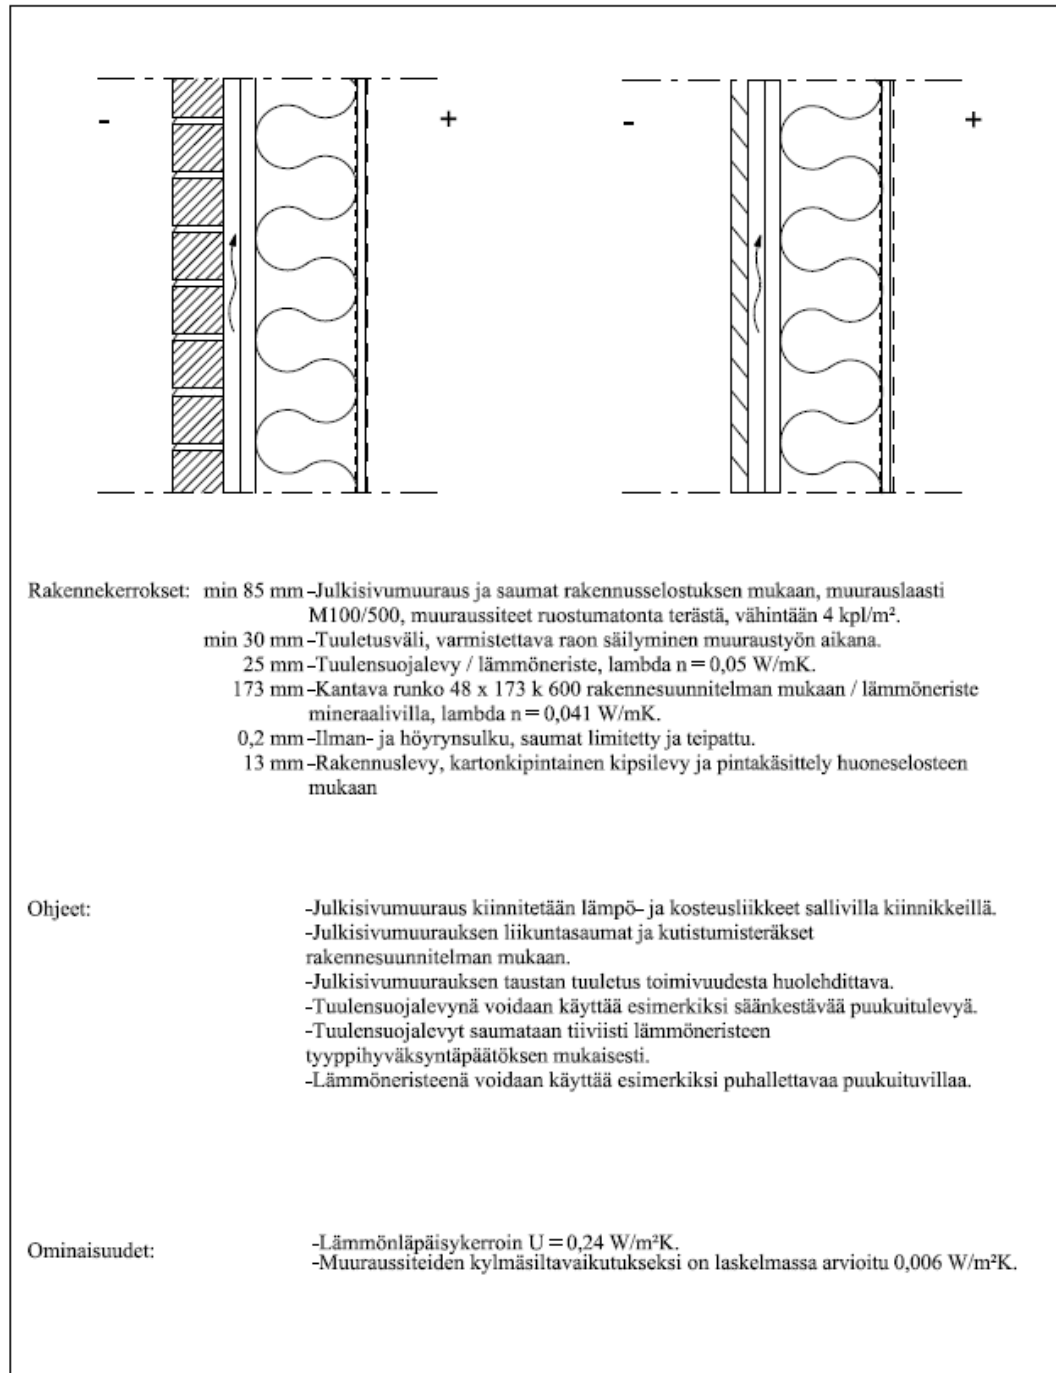 - + - +
Rakennekerrokset: min 85 mm -Julkisivumuuraus ja saumat rakennusselostuksen mukaan, muurauslaasti
M100/500, muuraussiteet ruostumatonta terästä, vähintään 4 kpl/m².
min 30 mm -Tuuletusväli, varmistettava raon säilyminen muuraustyön aikana.
25 mm -Tuulensuojalevy / lämmöneriste, lambda n = 0,05 W/mK.
173 mm -Kantava runko 48 x 173 k 600 rakennesuunnitelman mukaan / lämmöneriste
mineraalivilla, lambda n = 0,041 W/mK.
0,2 mm -Ilman- ja höyrynsulku, saumat limitetty ja teipattu.
13 mm -Rakennuslevy, kartonkipintainen kipsilevy ja pintakäsittely huoneselosteen
mukaan
Ohjeet: -Julkisivumuuraus kiinnitetään lämpö- ja kosteusliikkeet sallivilla kiinnikkeillä.
-Julkisivumuurauksen liikuntasaumat ja kutistumisteräkset
rakennesuunnitelman mukaan.
-Julkisivumuurauksen taustan tuuletus toimivuudesta huolehdittava.
-Tuulensuojalevynä voidaan käyttää esimerkiksi säänkestävää puukuitulevyä.
-Tuulensuojalevyt saumataan tiiviisti lämmöneristeen
tyyppihyväksyntäpäätöksen mukaisesti.
-Lämmöneristeenä voidaan käyttää esimerkiksi puhallettavaa puukuituvillaa.
Ominaisuudet: -Lämmönläpäisykerroin U = 0,24 W/m²K.
-Muuraussiteiden kylmäsiltavaikutukseksi on laskelmassa arvioitu 0,006 W/m²K.